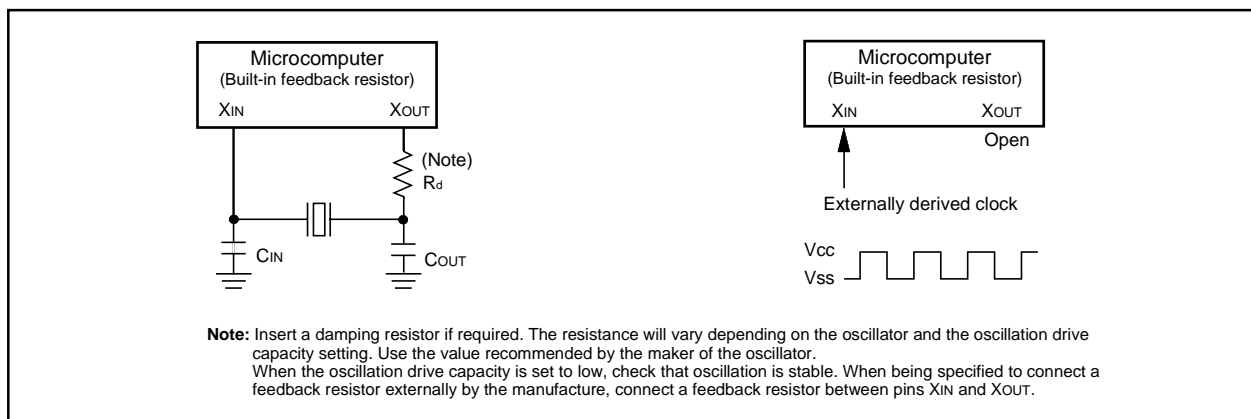 Microcomputer
(Built-in feedback resistor)
XIN XOUT
(Note)
Rd
CIN
COUT
Microcomputer
(Built-in feedback resistor)
XIN XOUT
Open
Externally derived clock
Vcc
Vss
Note: Insert a damping resistor if required. The resistance will vary depending on the oscillator and the oscillation drive
capacity setting. Use the value recommended by the maker of the oscillator.
When the oscillation drive capacity is set to low, check that oscillation is stable. When being specified to connect a
feedback resistor externally by the manufacture, connect a feedback resistor between pins XIN and XOUT.